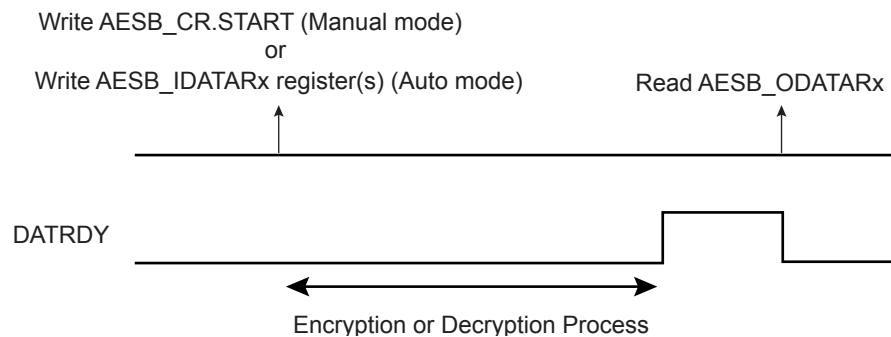 Write AESB_CR.START (Manual mode)
or
Write AESB_IDATARx register(s) (Auto mode)
Read AESB_ODATARx
DATRDY
Encryption or Decryption Process